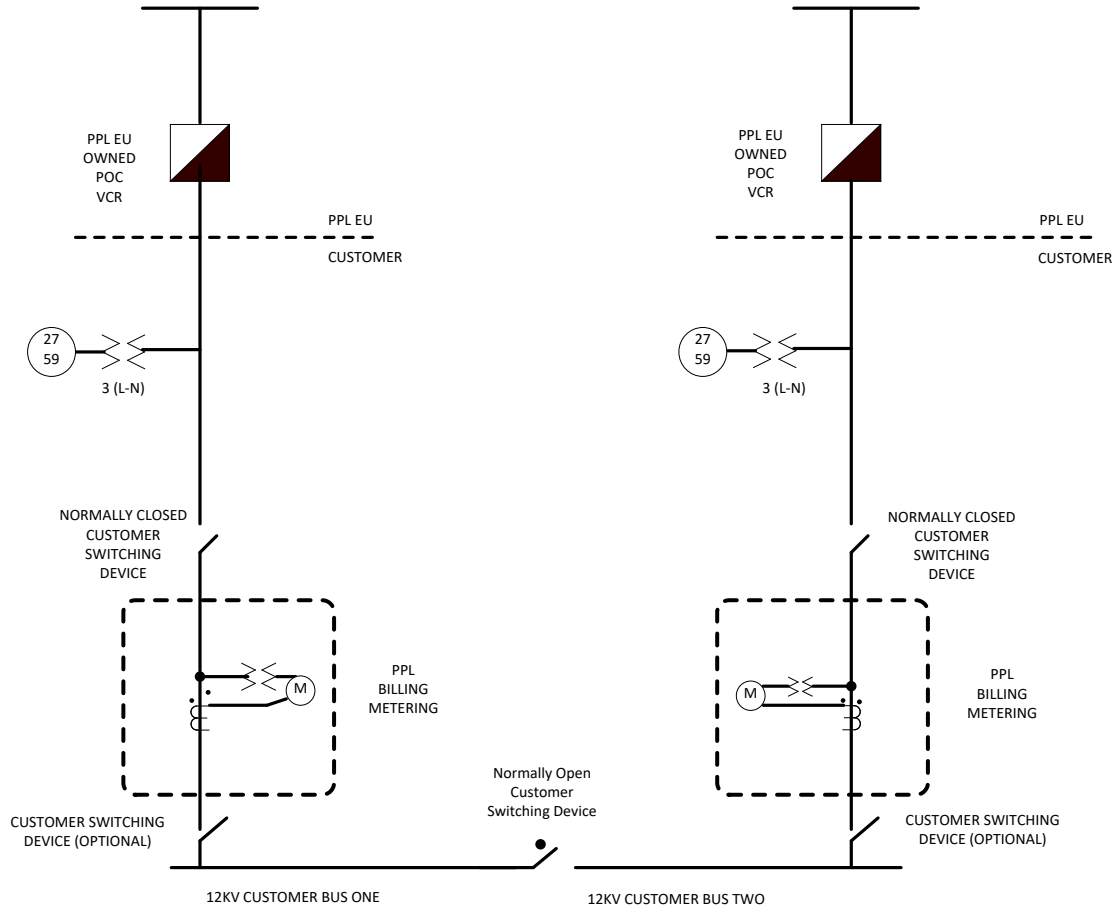 PPL EU
OWNED
POC
VCR
PPL EU
OWNED
POC
VCR
PPL EU
CUSTOMER
PPL EU
CUSTOMER
27
59
3 (L-N)
27
59
3 (L-N)
NORMALLY CLOSED
CUSTOMER
SWITCHING
DEVICE
NORMALLY CLOSED
CUSTOMER
SWITCHING
DEVICE
M
PPL
BILLING
METERING
M
PPL
BILLING
METERING
Normally Open
Customer
Switching Device
CUSTOMER SWITCHING
DEVICE (OPTIONAL)
CUSTOMER SWITCHING
DEVICE (OPTIONAL)
12KV CUSTOMER BUS ONE
12KV CUSTOMER BUS TWO